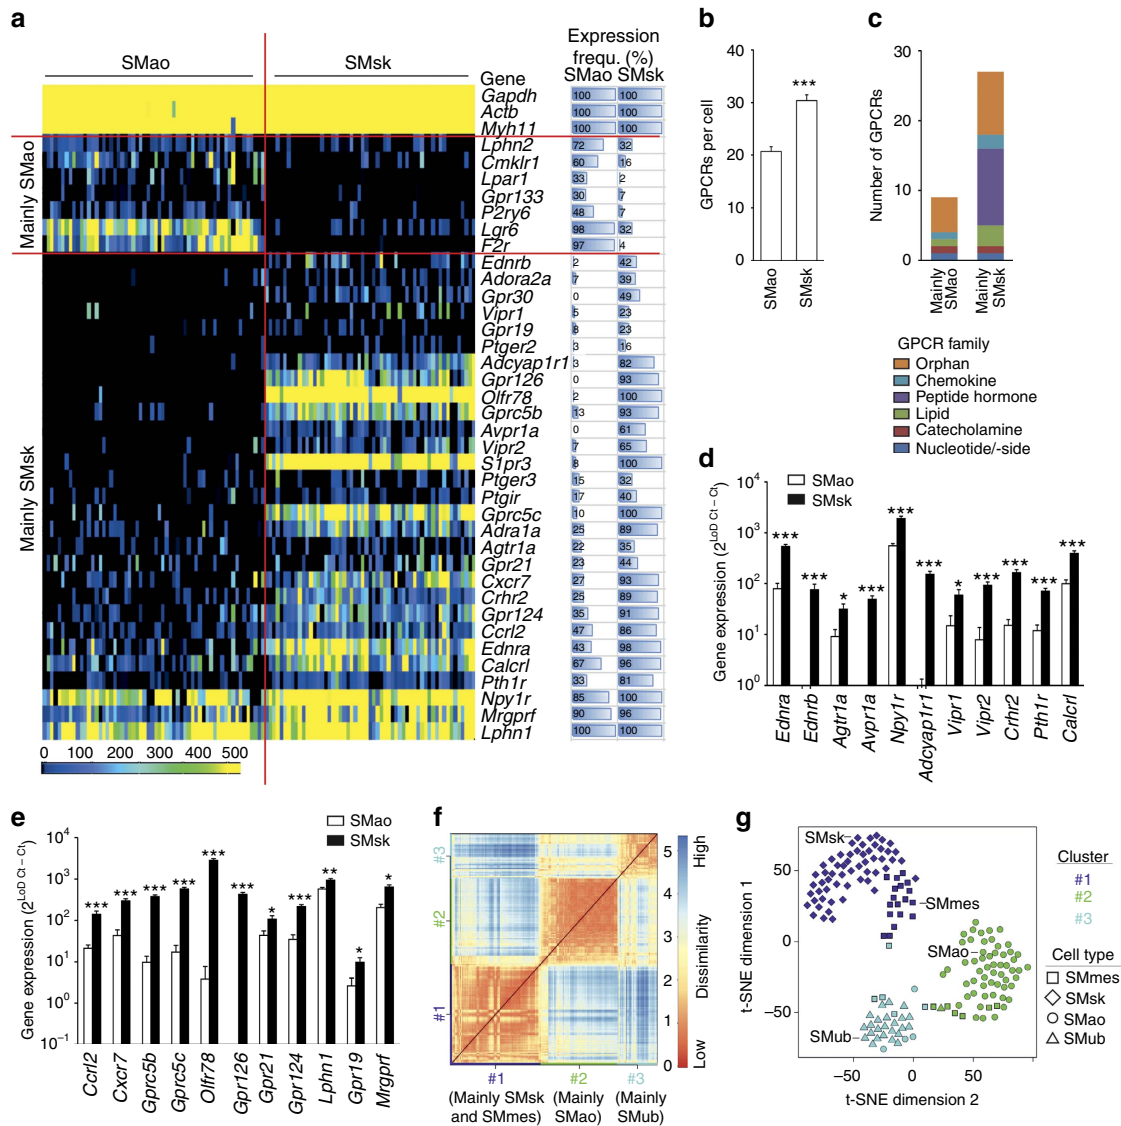 a
SMao SMsk
Gene
Expression
frequ. (%)
SMao SMsk
Gapdh 100 100
Actb 100 100
Myh11 100 100
Mainly SMao
Lphn2 72 32
Cmklr1 60 16
Lpar1 33 2
Gpr133 30 7
P2ry6 48 7
Lgr6 98 32
F2r 97 4
Mainly SMsk
Ednrb 2 42
Adora2a 7 39
Gpr30 0 49
Vipr1 5 23
Gpr19 8 23
Ptger2 3 16
Adcyap1r1 3 82
Gpr126 0 93
Olfr78 2 100
Gprc5b 13 93
Avpr1a 0 61
Vipr2 7 65
S1pr3 8 100
Ptger3 15 32
Ptgir 17 40
Gprc5c 10 100
Adra1a 25 89
Agtr1a 22 35
Gpr21 23 44
Cxcr7 27 93
Crhr2 25 89
Gpr124 35 91
Ccrl2 47 86
Ednra 43 98
Calcrl 67 96
Pth1r 33 81
Npy1r 85 100
Mrgprf 90 96
Lphn1 100 100
0 100 200 300 400 500
b
GPCRs per cell
40
30
20
10
0
***
SMao
SMsk
c
Number of GPCRs
30
20
10
0
Mainly
SMao
Mainly
SMsk
GPCR family
Orphan
Chemokine
Peptide hormone
Lipid
Catecholamine
Nucleotide/-side
d
SMao
SMsk
Gene expression (2^LoD Ct – Ct)
10^4
10^3
10^2
10^1
10^0
*** *** * *** *** *** * *** *** *** ***
Ednra
Ednrb
Agtr1a
Avpr1a
Npy1r
Adcyap1r1
Vipr1
Vipr2
Crhr2
Pth1r
Calcrl
e
SMao
SMsk
Gene expression (2^LoD Ct – Ct)
10^4
10^3
10^2
10^1
10^0
10^–1
*** *** *** *** *** *** * *** ** * *
Ccrl2
Cxcr7
Gprc5b
Gprc5c
Olfr78
Gpr126
Gpr21
Gpr124
Lphn1
Gpr19
Mrgprf
f
#3
#2
#1
#1
(Mainly SMsk
and SMmes)
#2
(Mainly
SMao)
#3
(Mainly
SMub)
5
4
3
2
1
0
High
Dissimilarity
Low
g
t-SNE dimension 1
50
0
–50
SMsk
SMmes
SMao
SMub
–50 0 50
t-SNE dimension 2
Cluster
#1
#2
#3
Cell type
SMmes
SMsk
SMao
SMub